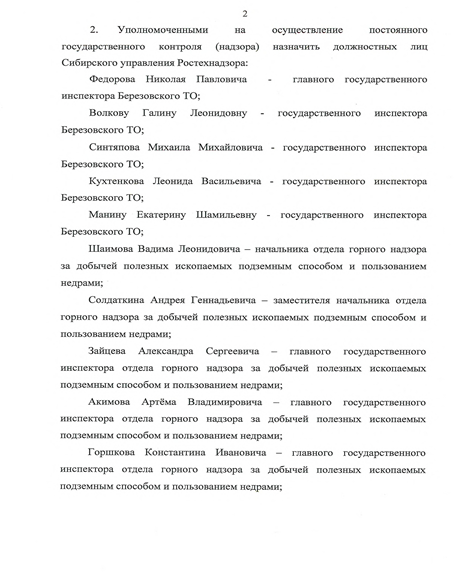 2
2. Уполномоченными на осуществление постоянного
государственного контроля (надзора) назначить должностных лиц
Сибирского управления Ростехнадзора:
Федорова Николая Павловича - главного государственного
инспектора Березовского ТО;
Волкову Галину Леонидовну - государственного инспектора
Березовского ТО;
Синтяпова Михаила Михайловича - государственного инспектора
Березовского ТО;
Кухтенкова Леонида Васильевича - государственного инспектора
Березовского ТО;
Манину Екатерину Шамильевну - государственного инспектора
Березовского ТО;
Шаимова Вадима Леонидовича – начальника отдела горного надзора
за добычей полезных ископаемых подземным способом и пользованием
недрами;
Солдаткина Андрея Геннадьевича – заместителя начальника отдела
горного надзора за добычей полезных ископаемых подземным способом и
пользованием недрами;
Зайцева Александра Сергеевича – главного государственного
инспектора отдела горного надзора за добычей полезных ископаемых
подземным способом и пользованием недрами;
Акимова Артёма Владимировича – главного государственного
инспектора отдела горного надзора за добычей полезных ископаемых
подземным способом и пользованием недрами;
Горшкова Константина Ивановича – главного государственного
инспектора отдела горного надзора за добычей полезных ископаемых
подземным способом и пользованием недрами;